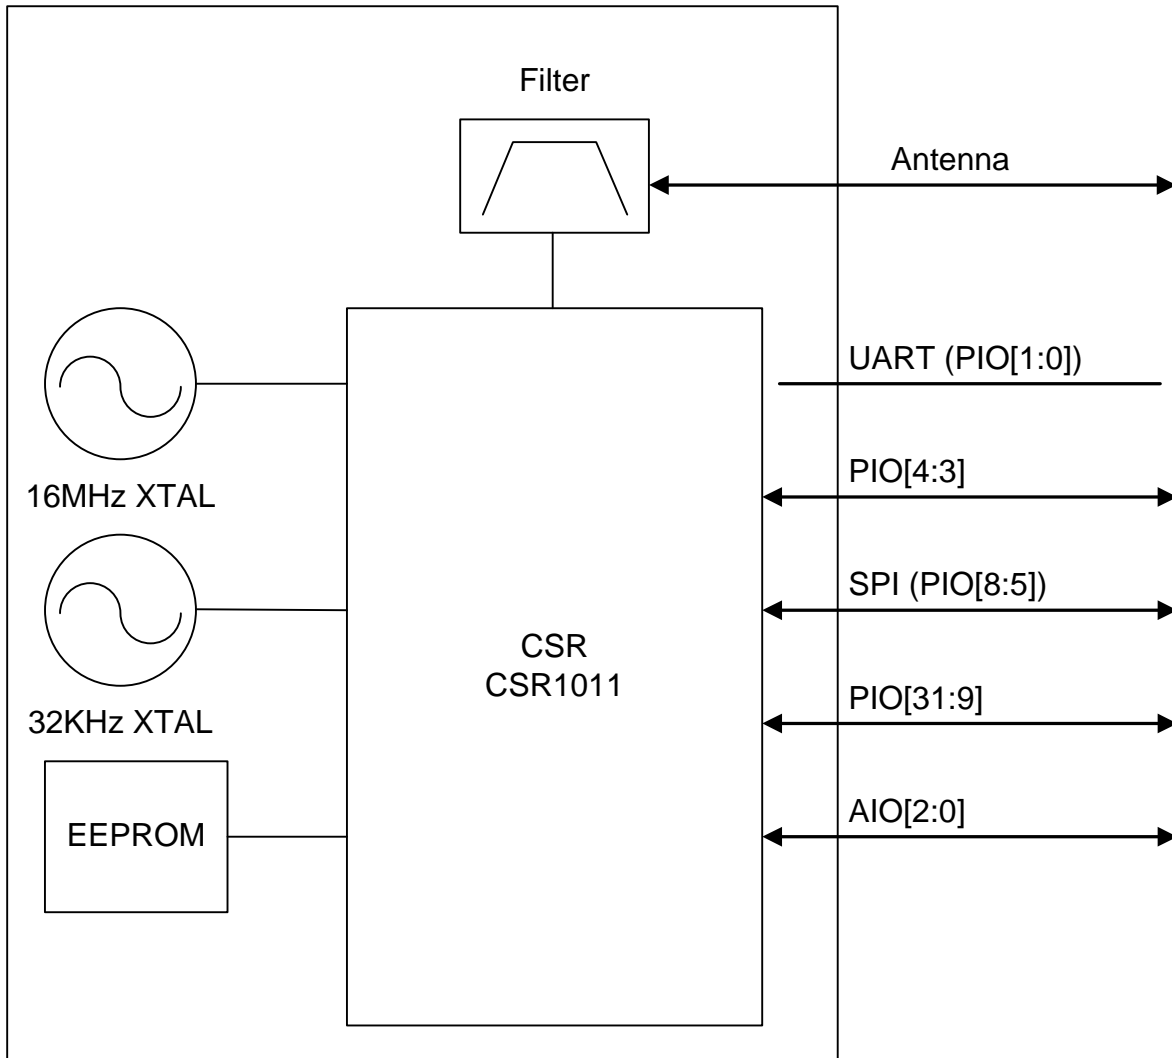 Filter
Antenna
UART (PIO[1:0])
16MHz XTAL
PIO[4:3]
SPI (PIO[8:5])
CSR
CSR1011
32KHz XTAL
PIO[31:9]
EEPROM
AIO[2:0]